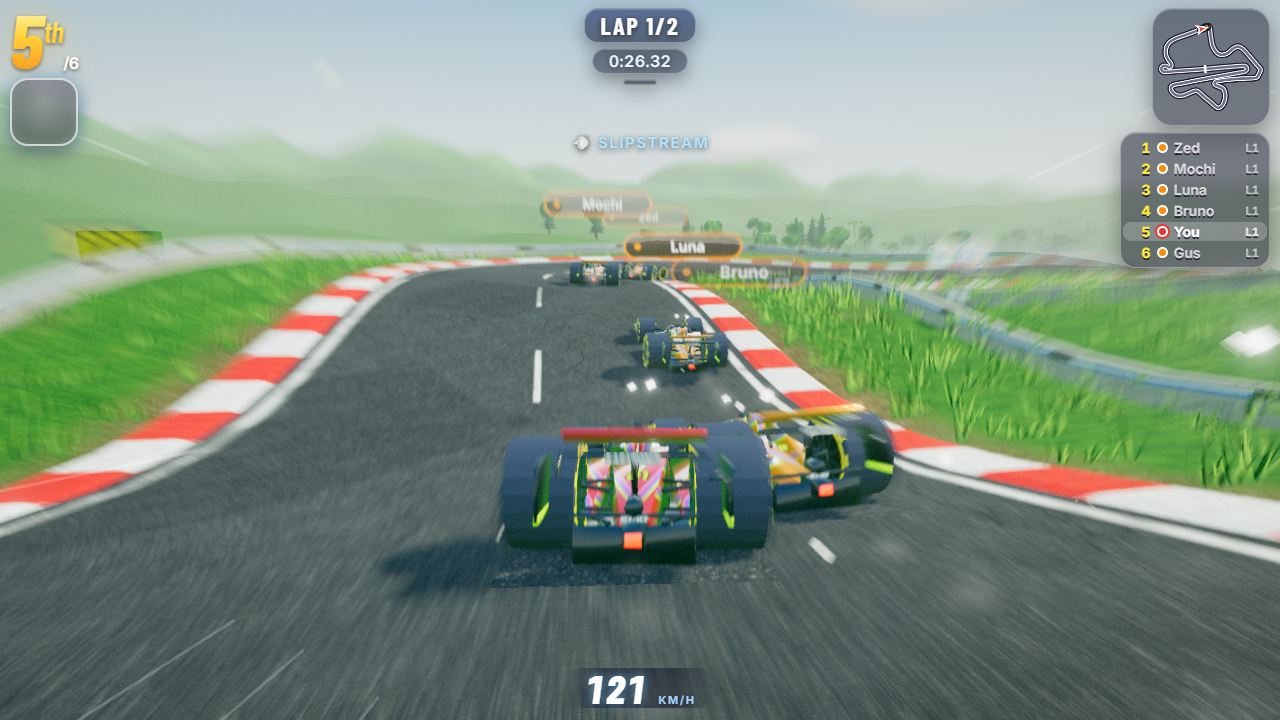 5th
/6
LAP 1/2
0:26.32
SLIPSTREAM
Mochi
Zed
Luna
Bruno
1 Zed L1
2 Mochi L1
3 Luna L1
4 Bruno L1
5 You L1
6 Gus L1
121 KM/H